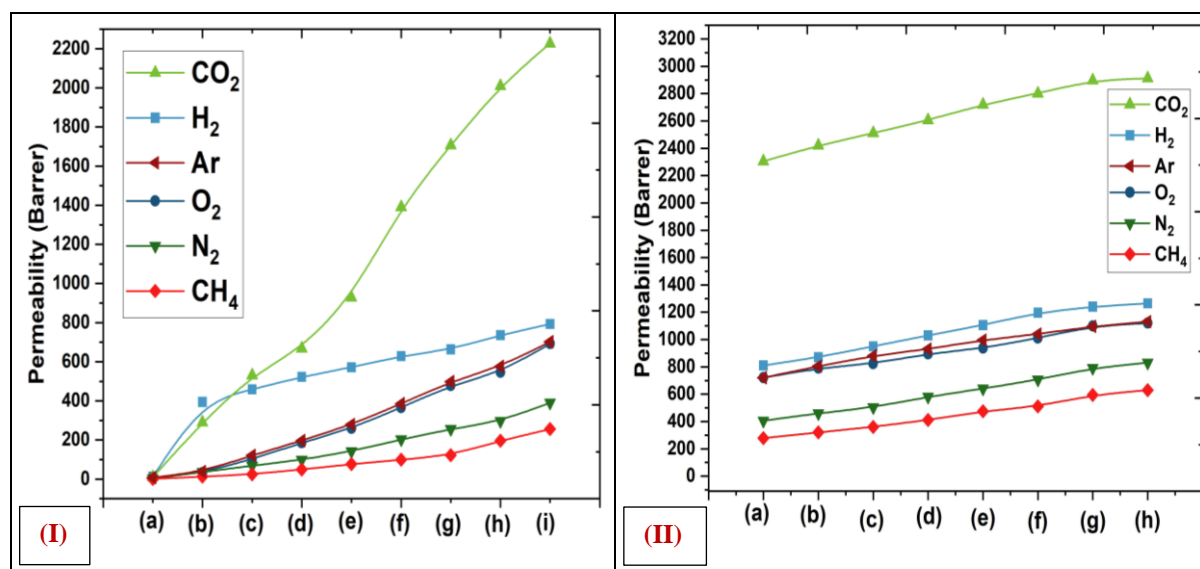 Permeability (Barrer)
2200
2000
1800
1600
1400
1200
1000
800
600
400
200
0
CO₂
H₂
Ar
O₂
N₂
CH₄
(a) (b) (c) (d) (e) (f) (g) (h) (i)
(I)
Permeability (Barrer)
3200
3000
2800
2600
2400
2200
2000
1800
1600
1400
1200
1000
800
600
400
200
0
CO₂
H₂
Ar
O₂
N₂
CH₄
(a) (b) (c) (d) (e) (f) (g) (h)
(II)